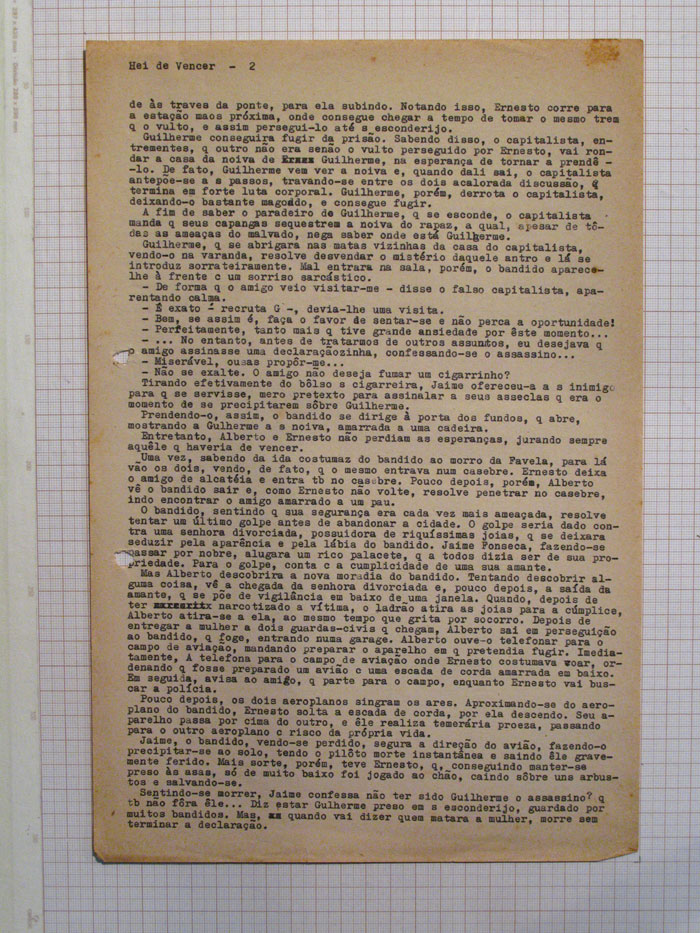 Hei de Vencer - 2
de às traves da ponte, para ela subindo. Notando isso, Ernesto corre para
a estação maos próxima, onde consegue chegar a tempo de tomar o mesmo trem
q o vulto, e assim persegui-lo até s esconderijo.
Guilherme conseguira fugir da prisão. Sabendo disso, o capitalista, en-
trementes, q outro não era senão o vulto perseguido por Ernesto, vai ron-
dar a casa da noiva de Guilherme, na esperança de tornar a prendê -
-lo. De fato, Guilherme vem ver a noiva e, quando dali sai, o capitalista
antepõe-se a s passos, travando-se entre os dois acalorada discussão, q
termina em forte luta corporal. Guilherme, porém, derrota o capitalista,
deixando-o bastante magoado, e consegue fugir.
A fim de saber o paradeiro de Guilherme, q se esconde, o capitalista
manda q seus capangas sequestrem a noiva do rapaz, a qual, apesar de tô-
das as ameaças do malvado, nega saber onde está Guilherme.
Guilherme, q se abrigara nas matas vizinhas da casa do capitalista,
vendo-o na varanda, resolve desvendar o mistério daquele antro e lá se
introduz sorrateiramente. Mal entrara na sala, porém, o bandido aparece-
lhe à frente c um sorriso sarcástico.
- De forma q o amigo veio visitar-me - disse o falso capitalista, apa-
rentando calma.
- É exato - recruta G -, devia-lhe uma visita.
- Bem, se assim é, faça o favor de sentar-se e não perca a oportunidade!
- Perfeitamente, tanto mais q tive grande ansiedade por êste momento...
- ... No entanto, antes de tratarmos de outros assuntos, eu desejava q
o amigo assinasse uma declaraçãozinha, confessando-se o assassino...
- Miserável, ousas propôr-me...
- Não se exalte. O amigo não deseja fumar um cigarrinho?
Tirando efetivamente do bôlso s cigarreira, Jaime ofereceu-a a s inimigo
para q se servisse, mero pretexto para assinalar a seus asseclas q era o
momento de se precipitarem sôbre Guilherme.
Prendendo-o, assim, o bandido se dirige à porta dos fundos, q abre,
mostrando a Gulherme a s noiva, amarrada a uma cadeira.
Entretanto, Alberto e Ernesto não perdiam as esperanças, jurando sempre
aquêle q haveria de vencer.
Uma vez, sabendo da ida costumaz do bandido ao morro da Favela, para lá
vão os dois, vendo, de fato, q o mesmo entrava num casebre. Ernesto deixa
o amigo de alcatéia e entra tb no casebre. Pouco depois, porém, Alberto
vê o bandido sair e, como Ernesto não volte, resolve penetrar no casebre,
indo encontrar o amigo amarrado a um pau.
O bandido, sentindo q sua segurança era cada vez mais ameaçada, resolve
tentar um último golpe antes de abandonar a cidade. O golpe seria dado con-
tra uma senhora divorciada, possuidora de riquíssimas joias, q se deixara
seduzir pela aparência e pela lábia do bandido. Jaime Fonseca, fazendo-se
passar por nobre, alugara um rico palacete, q a todos dizia ser de sua pro-
priedade. Para o golpe, conta c a cumplicidade de uma sua amante.
Mas Alberto descobrira a nova moradia do bandido. Tentando descobrir al-
guma coisa, vê a chegada da senhora divorciada e, pouco depois, a saída da
amante, q se põe de vigilância em baixo de uma janela. Quando, depois de
ter narcotizado a vítima, o ladrão atira as joias para a cúmplice,
Alberto atira-se a ela, ao mesmo tempo que grita por socorro. Depois de
entregar a mulher a dois guardas-civis q chegam, Alberto sai em perseguição
ao bandido, q foge, entrando numa garage. Alberto ouve-o telefonar para o
campo de aviação, mandando preparar o aparelho em q pretendia fugir. Imedia-
tamente, A telefona para o campo de aviação onde Ernesto costumava voar, or-
denando q fosse preparado um avião c uma escada de corda amarrada em baixo.
Em seguida, avisa ao amigo, q parte para o campo, enquanto Ernesto vai bus-
car a polícia.
Pouco depois, os dois aeroplanos singram os ares. Aproximando-se do aero-
plano do bandido, Ernesto solta a escada de corda, por ela descendo. Seu a-
parelho passa por cima do outro, e êle realiza temerária proeza, passando
para o outro aeroplano c risco da própria vida.
Jaime, o bandido, vendo-se perdido, segura a direção do avião, fazendo-o
precipitar-se ao solo, tendo o pilôto morte instantânea e saindo êle grave-
mente ferido. Mais sorte, porém, teve Ernesto, q, conseguindo manter-se
preso às asas, só de muito baixo foi jogado ao chão, caindo sôbre uns arbus-
tos e salvando-se.
Sentindo-se morrer, Jaime confessa não ter sido Guilherme o assassino? q
tb não fôra êle... Diz estar Gulherme preso em s esconderijo, guardado por
muitos bandidos. Mas, quando vai dizer quem matara a mulher, morre sem
terminar a declaração.